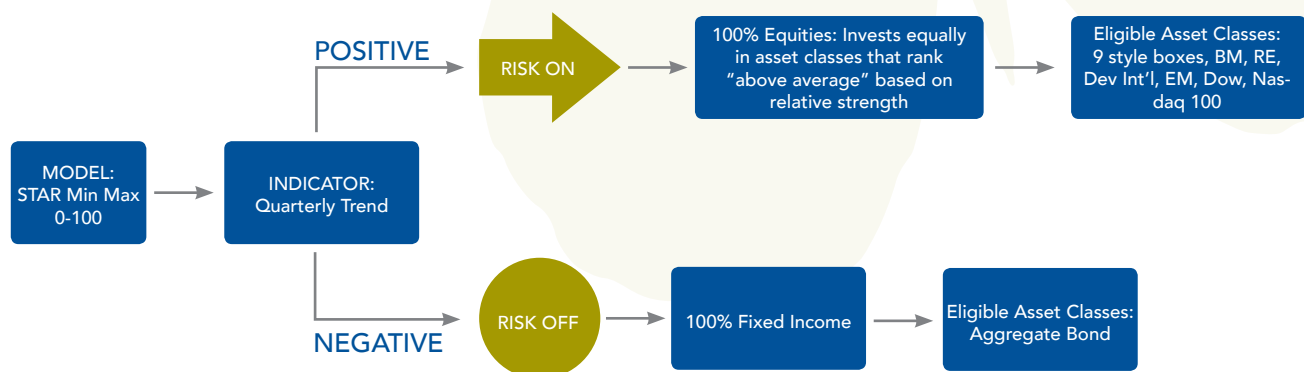 POSITIVE
RISK ON
100% Equities: Invests equally
in asset classes that rank
“above average” based on
relative strength
Eligible Asset Classes:
9 style boxes, BM, RE,
Dev Int’l, EM, Dow, Nas-
daq 100
MODEL:
STAR Min Max
0-100
INDICATOR:
Quarterly Trend
NEGATIVE
RISK OFF
100% Fixed Income
Eligible Asset Classes:
Aggregate Bond